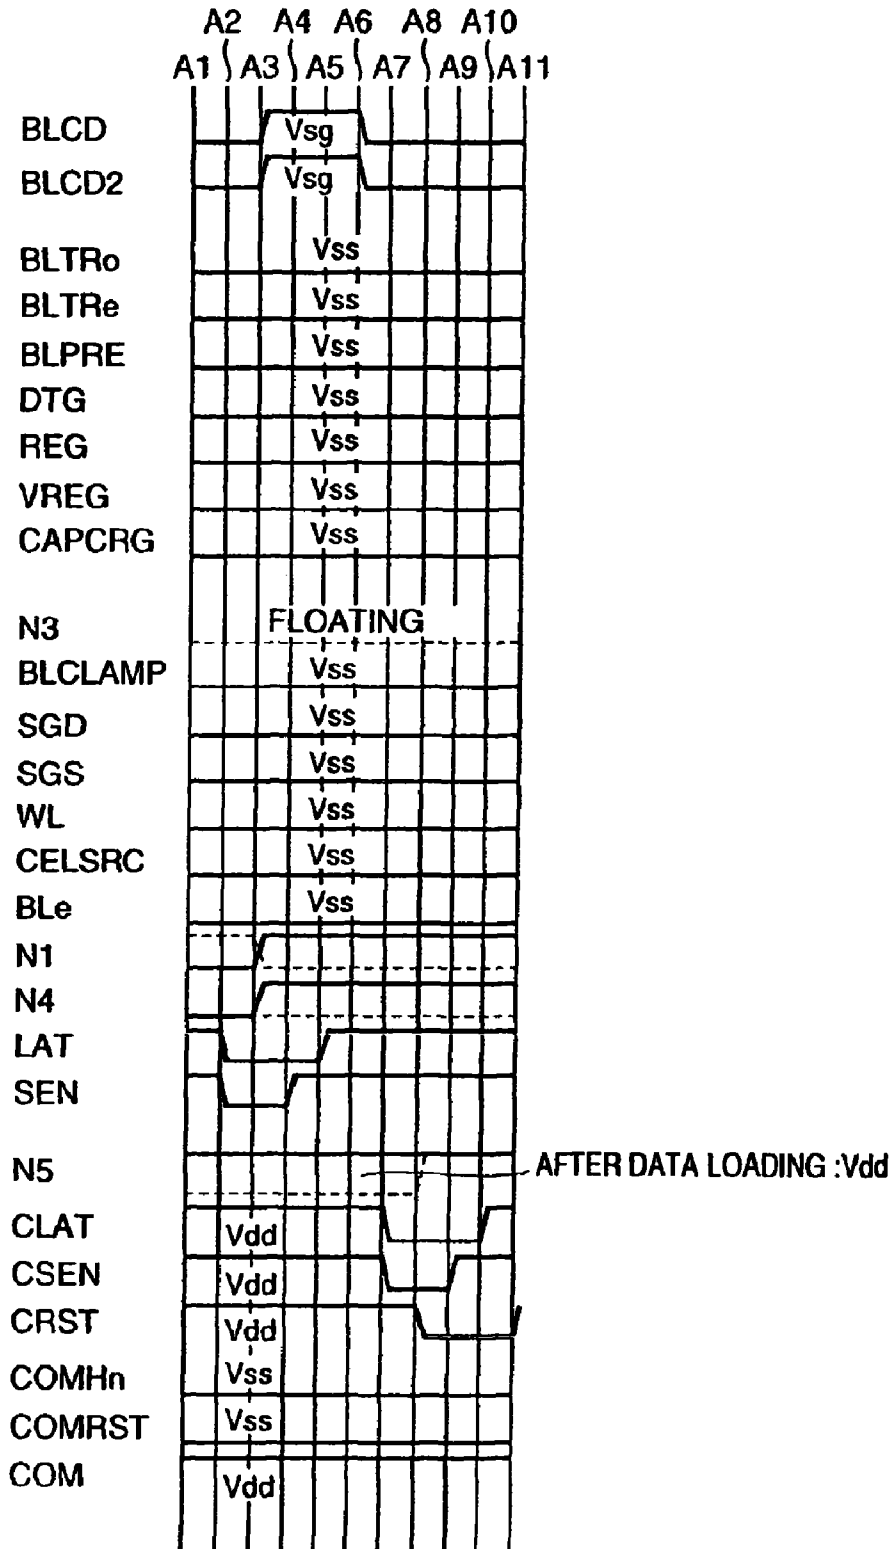 A2 A4 A6 A8 A10
A1 A3 A5 A7 A9 A11
BLCD Vsg
BLCD2 Vsg
BLTRo Vss
BLTRe Vss
BLPRE Vss
DTG Vss
REG Vss
VREG Vss
CAPCRG Vss
N3 FLOATING
BLCLAMP Vss
SGD Vss
SGS Vss
WL Vss
CELSRC Vss
BLe Vss
N1
N4
LAT
SEN
N5 AFTER DATA LOADING :Vdd
CLAT Vdd
CSEN Vdd
CRST Vdd
COMHn Vss
COMRST Vss
COM Vdd